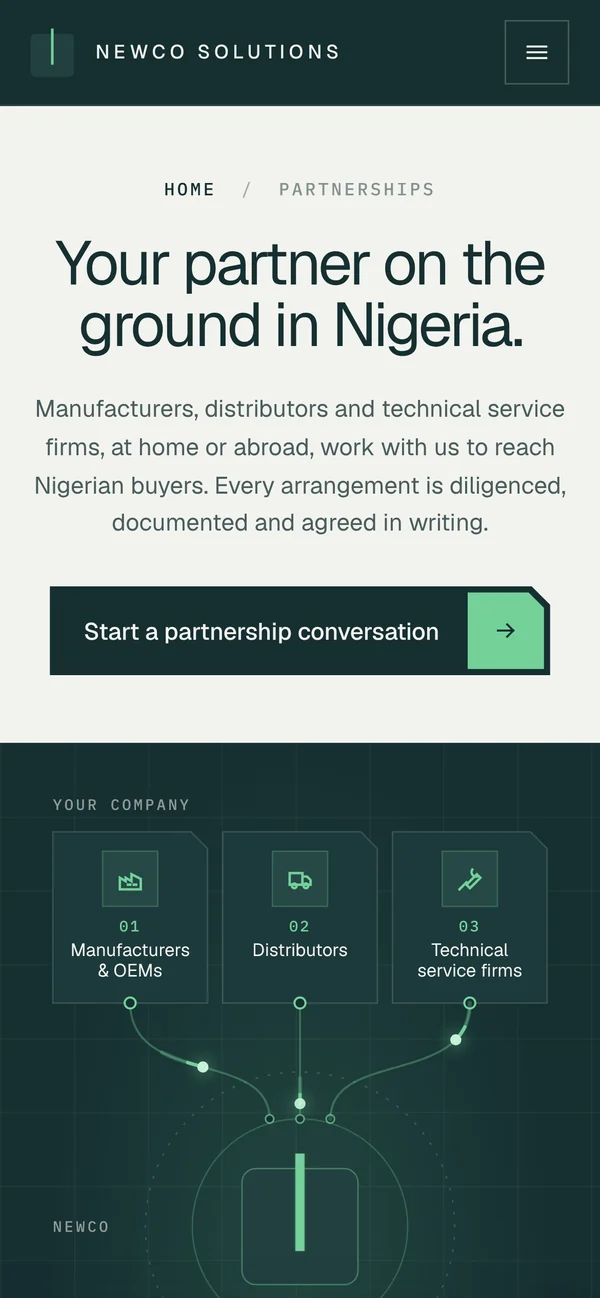 NEWCO SOLUTIONS
HOME / PARTNERSHIPS
Your partner on the
ground in Nigeria.
Manufacturers, distributors and technical service
firms, at home or abroad, work with us to reach
Nigerian buyers. Every arrangement is diligenced,
documented and agreed in writing.
Start a partnership conversation →
YOUR COMPANY
01
Manufacturers
& OEMs
02
Distributors
03
Technical
service firms
NEWCO